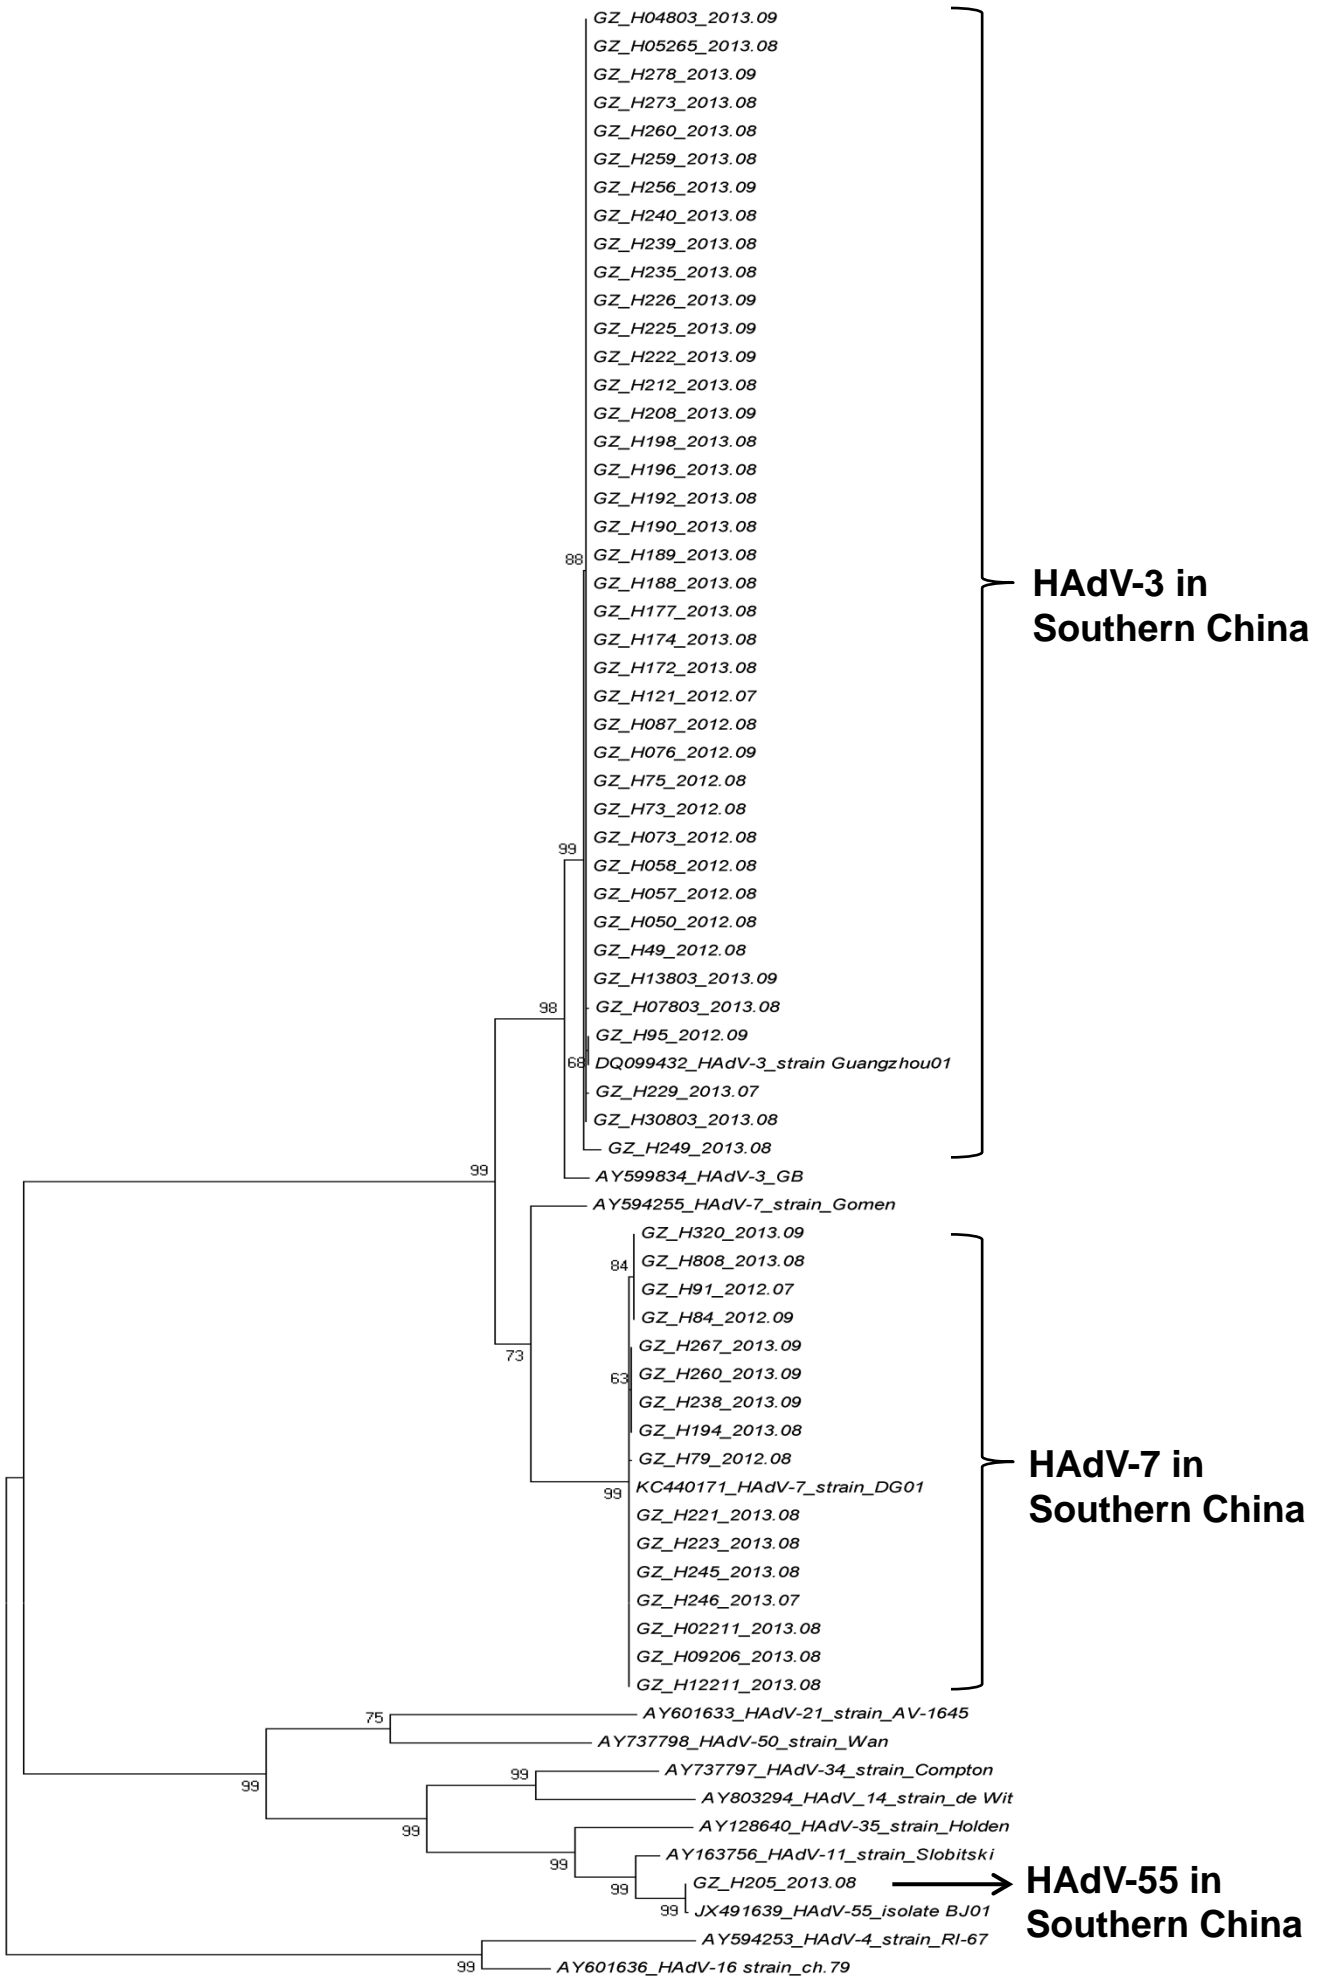 GZ_H04803_2013.09
GZ_H05265_2013.08
GZ_H278_2013.09
GZ_H273_2013.08
GZ_H260_2013.08
GZ_H259_2013.08
GZ_H256_2013.09
GZ_H240_2013.08
GZ_H239_2013.08
GZ_H235_2013.08
GZ_H226_2013.09
GZ_H225_2013.09
GZ_H222_2013.09
GZ_H212_2013.08
GZ_H208_2013.09
GZ_H198_2013.08
GZ_H196_2013.08
GZ_H192_2013.08
GZ_H190_2013.08
88
GZ_H189_2013.08
GZ_H188_2013.08
HAdV-3 in
Southern China
GZ_H177_2013.08
GZ_H174_2013.08
GZ_H172_2013.08
GZ_H121_2012.07
GZ_H087_2012.08
GZ_H076_2012.09
GZ_H75_2012.08
GZ_H73_2012.08
GZ_H073_2012.08
99
GZ_H058_2012.08
GZ_H057_2012.08
GZ_H050_2012.08
GZ_H49_2012.08
GZ_H13803_2013.09
98
GZ_H07803_2013.08
GZ_H95_2012.09
68
DQ099432_HAdV-3_strain Guangzhou01
GZ_H229_2013.07
GZ_H30803_2013.08
GZ_H249_2013.08
99
AY599834_HAdV-3_GB
AY594255_HAdV-7_strain_Gomen
GZ_H320_2013.09
84
GZ_H808_2013.08
GZ_H91_2012.07
GZ_H84_2012.09
73
GZ_H267_2013.09
63
GZ_H260_2013.09
GZ_H238_2013.09
GZ_H194_2013.08
GZ_H79_2012.08
HAdV-7 in
Southern China
99
KC440171_HAdV-7_strain_DG01
GZ_H221_2013.08
GZ_H223_2013.08
GZ_H245_2013.08
GZ_H246_2013.07
GZ_H02211_2013.08
GZ_H09206_2013.08
GZ_H12211_2013.08
75
AY601633_HAdV-21_strain_AV-1645
AY737798_HAdV-50_strain_Wan
99
99
AY737797_HAdV-34_strain_Compton
AY803294_HAdV_14_strain_de Wit
99
AY128640_HAdV-35_strain_Holden
99
AY163756_HAdV-11_strain_Slobitski
99
GZ_H205_2013.08
HAdV-55 in
Southern China
99
JX491639_HAdV-55_isolate BJ01
AY594253_HAdV-4_strain_RI-67
99
AY601636_HAdV-16 strain_ch.79